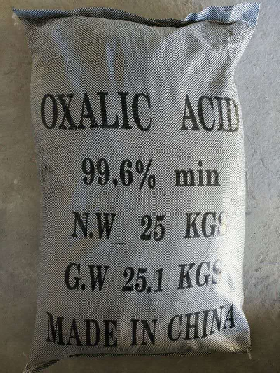 OXALIC ACID
99,6% min
N.W 25 KGS
G.W 25.1 KGS
MADE IN CHINA